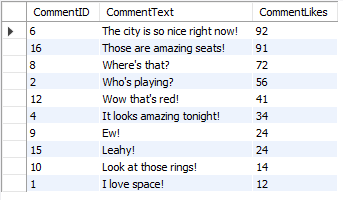 CommentID CommentText CommentLikes
6 The city is so nice right now! 92
16 Those are amazing seats! 91
8 Where's that? 72
2 Who's playing? 56
12 Wow that's red! 41
4 It looks amazing tonight! 34
9 Ew! 24
15 Leahy! 24
10 Look at those rings! 14
1 I love space! 12